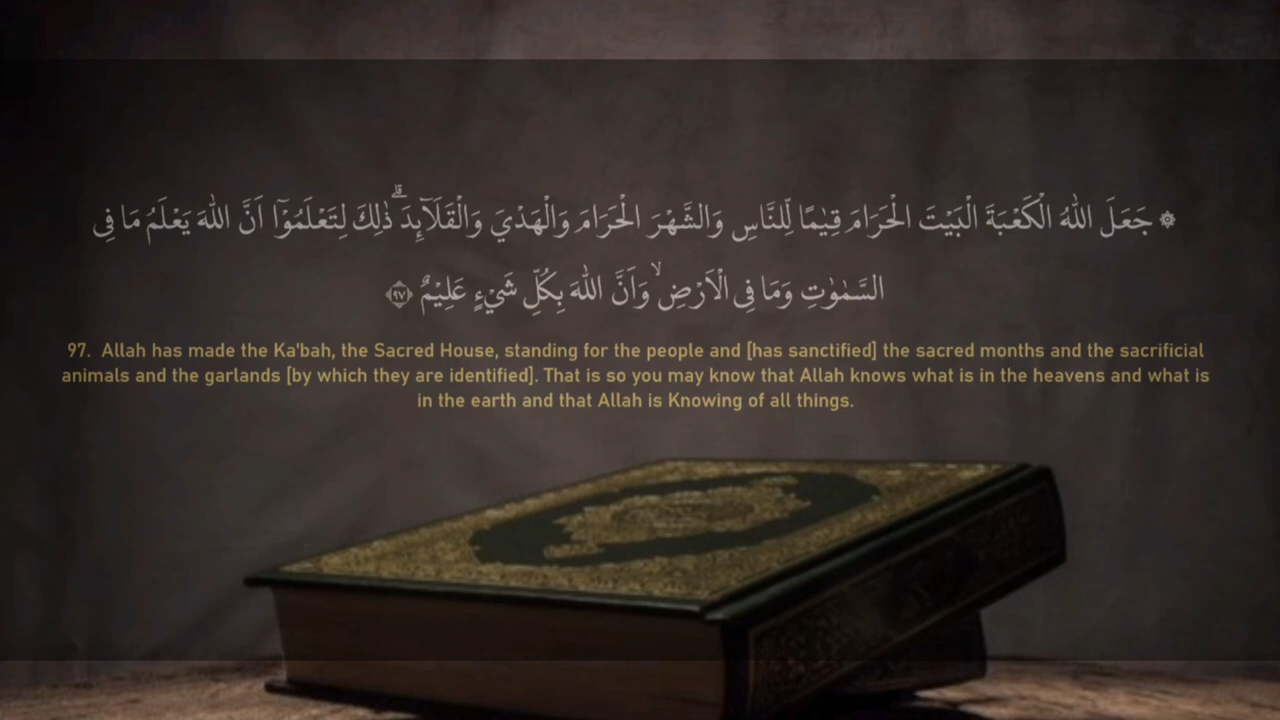 ۞ جَعَلَ اللّٰهُ الْكَعْبَةَ الْبَيْتَ الْحَرَامَ قِيٰمًا لِّلنَّاسِ وَالشَّهْرَ الْحَرَامَ وَالْهَدْيَ وَالْقَلَاۤىِٕدَ ۗ ذٰلِكَ لِتَعْلَمُوْٓا اَنَّ اللّٰهَ يَعْلَمُ مَا فِى
السَّمٰوٰتِ وَمَا فِى الْاَرْضِۙ وَاَنَّ اللّٰهَ بِكُلِّ شَيْءٍ عَلِيْمٌ ۝٩٧
97. Allah has made the Ka'bah, the Sacred House, standing for the people and [has sanctified] the sacred months and the sacrificial
animals and the garlands [by which they are identified]. That is so you may know that Allah knows what is in the heavens and what is
in the earth and that Allah is Knowing of all things.